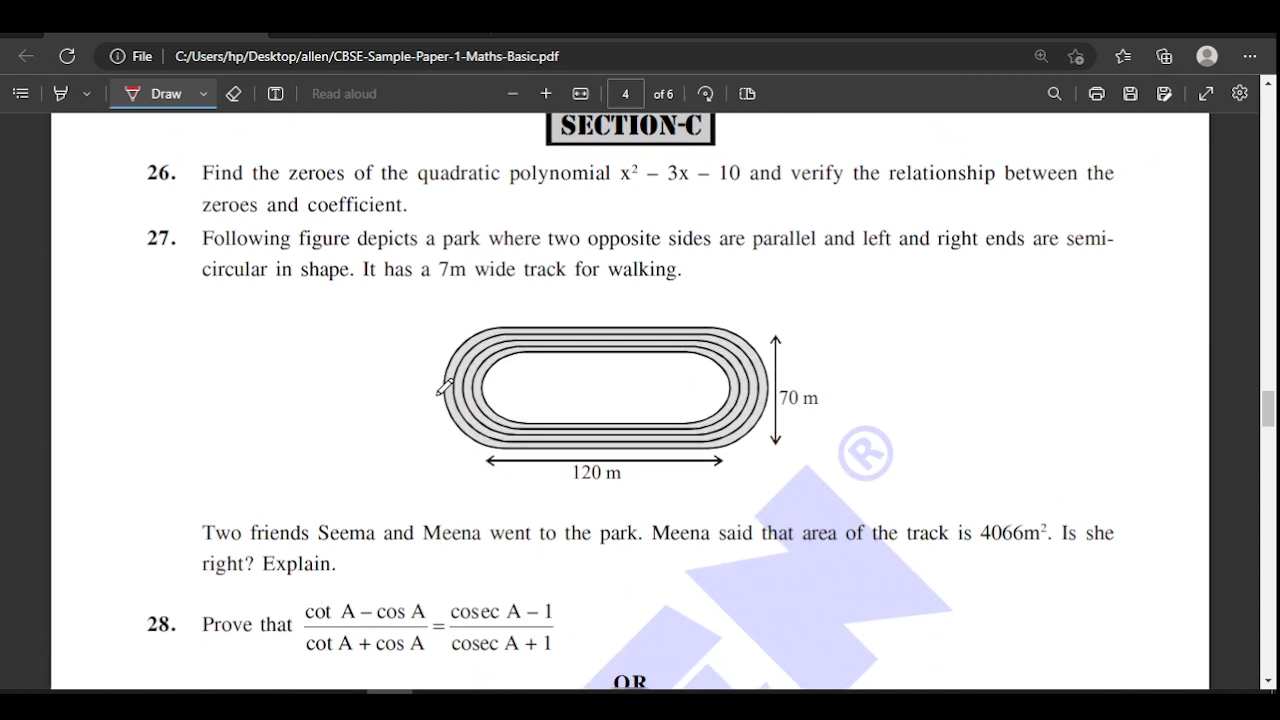 File
C:/Users/hp/Desktop/allen/CBSE-Sample-Paper-1-Maths-Basic.pdf
Draw
Read aloud
4 of 6
SECTION-C
26. Find the zeroes of the quadratic polynomial x² – 3x – 10 and verify the relationship between the
zeroes and coefficient.
27. Following figure depicts a park where two opposite sides are parallel and left and right ends are semi-
circular in shape. It has a 7m wide track for walking.
70 m
120 m
®
Two friends Seema and Meena went to the park. Meena said that area of the track is 4066m². Is she
right? Explain.
28. Prove that
cot A – cos A
cot A + cos A
=
cosec A – 1
cosec A + 1
OR